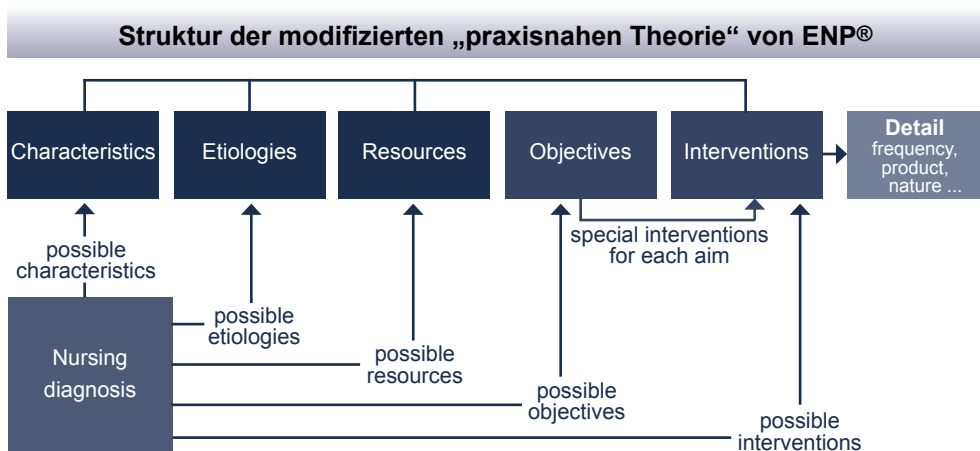 Struktur der modifizierten „praxisnahen Theorie“ von ENP®
Characteristics
Etiologies
Resources
Objectives
Interventions
Detail
frequency,
product,
nature ...
special interventions
for each aim
possible
characteristics
Nursing
diagnosis
possible
etiologies
possible
resources
possible
objectives
possible
interventions